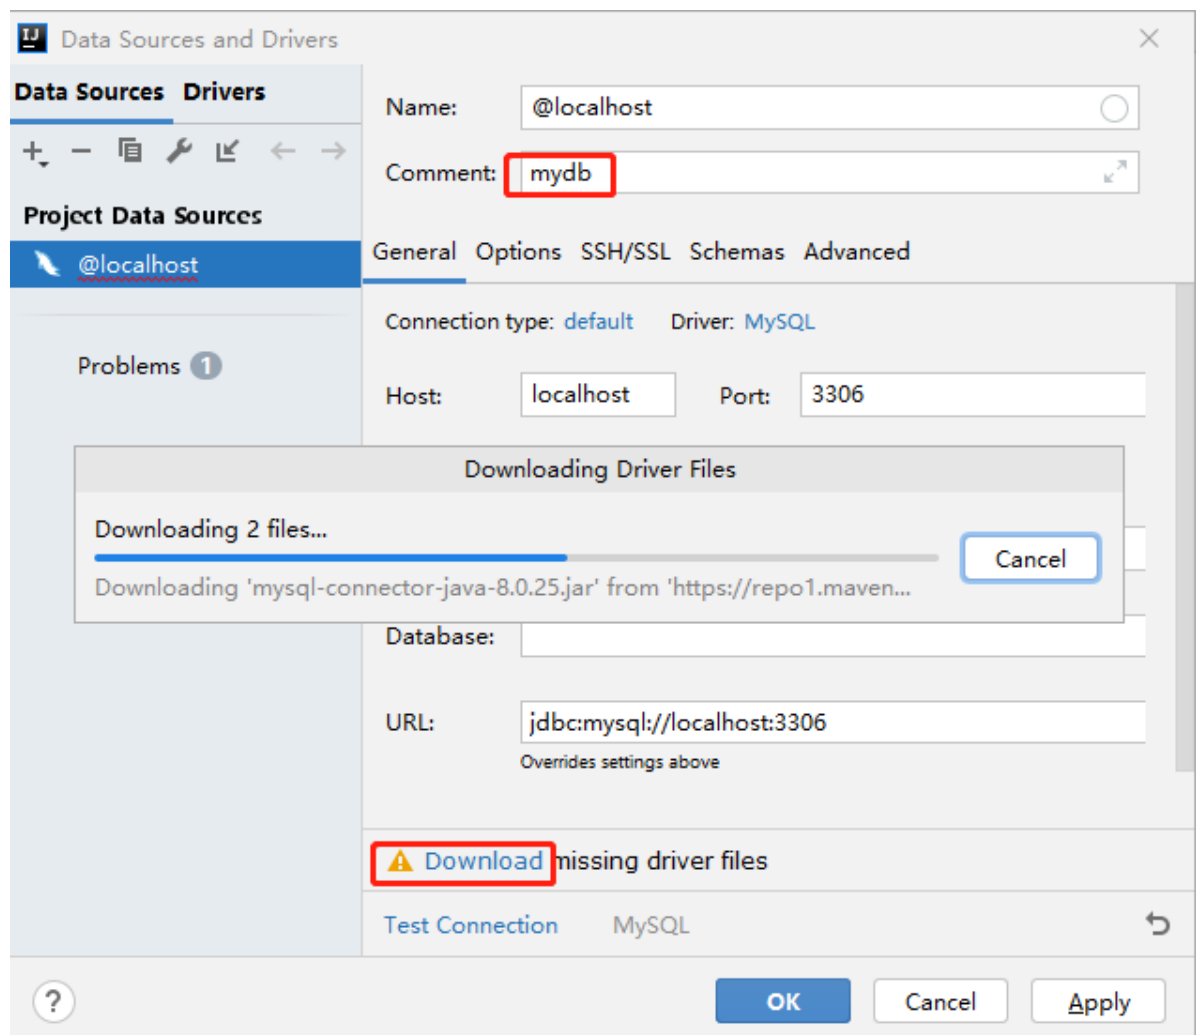 IJ Data Sources and Drivers
Data Sources Drivers
Project Data Sources
@localhost
Problems 1
Name: @localhost
Comment: mydb
General Options SSH/SSL Schemas Advanced
Connection type: default Driver: MySQL
Host: localhost Port: 3306
Downloading Driver Files
Downloading 2 files...
Cancel
Downloading 'mysql-connector-java-8.0.25.jar' from 'https://repo1.maven...
Database:
URL: jdbc:mysql://localhost:3306
Overrides settings above
Download missing driver files
Test Connection MySQL
? OK Cancel Apply